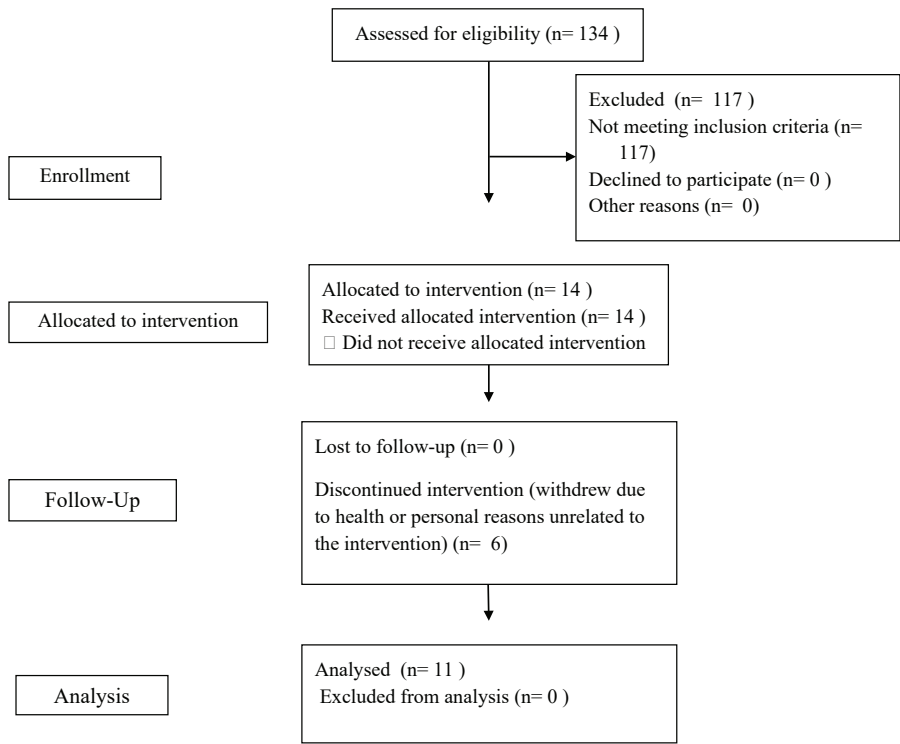 Assessed for eligibility (n= 134 )
Excluded (n= 117 )
Not meeting inclusion criteria (n=
117)
Declined to participate (n= 0 )
Other reasons (n= 0)
Enrollment
Allocated to intervention
Allocated to intervention (n= 14 )
Received allocated intervention (n= 14 )
□ Did not receive allocated intervention
Follow-Up
Lost to follow-up (n= 0 )
Discontinued intervention (withdrew due
to health or personal reasons unrelated to
the intervention) (n= 6)
Analysis
Analysed (n= 11 )
Excluded from analysis (n= 0 )